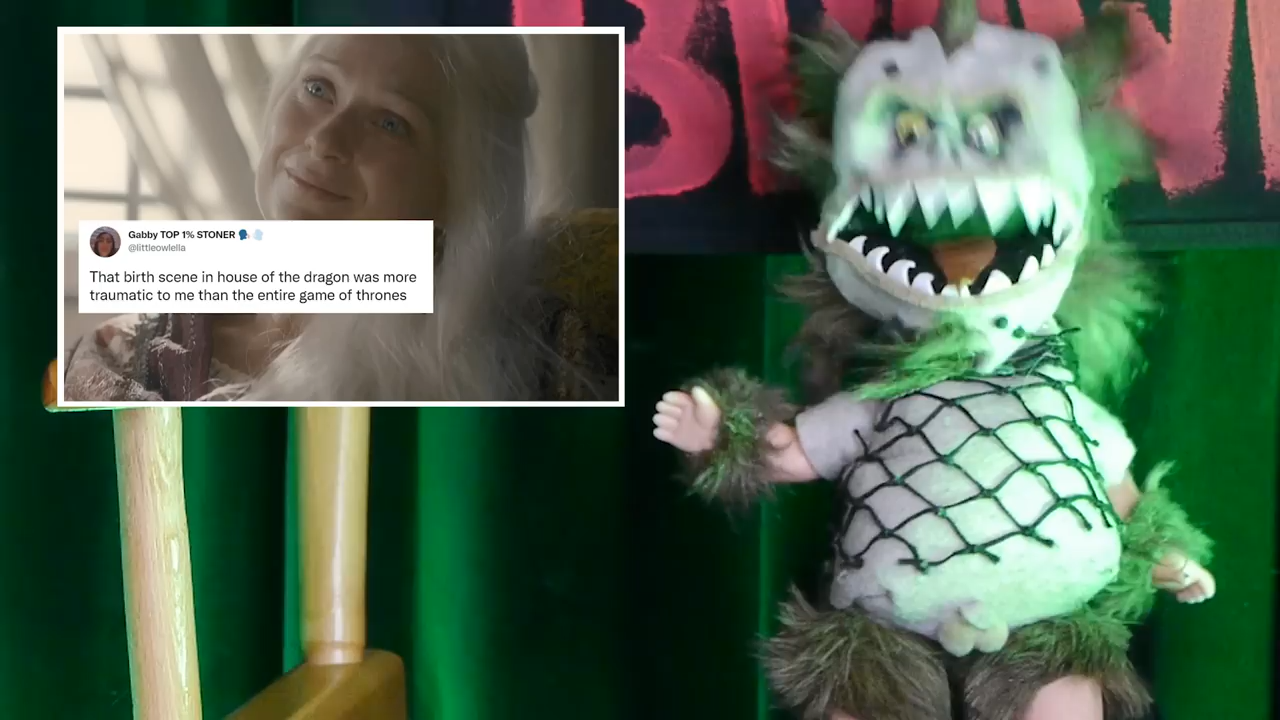 Gabby TOP 1% STONER 🗣️💨
@littleowlella
That birth scene in house of the dragon was more
traumatic to me than the entire game of thrones